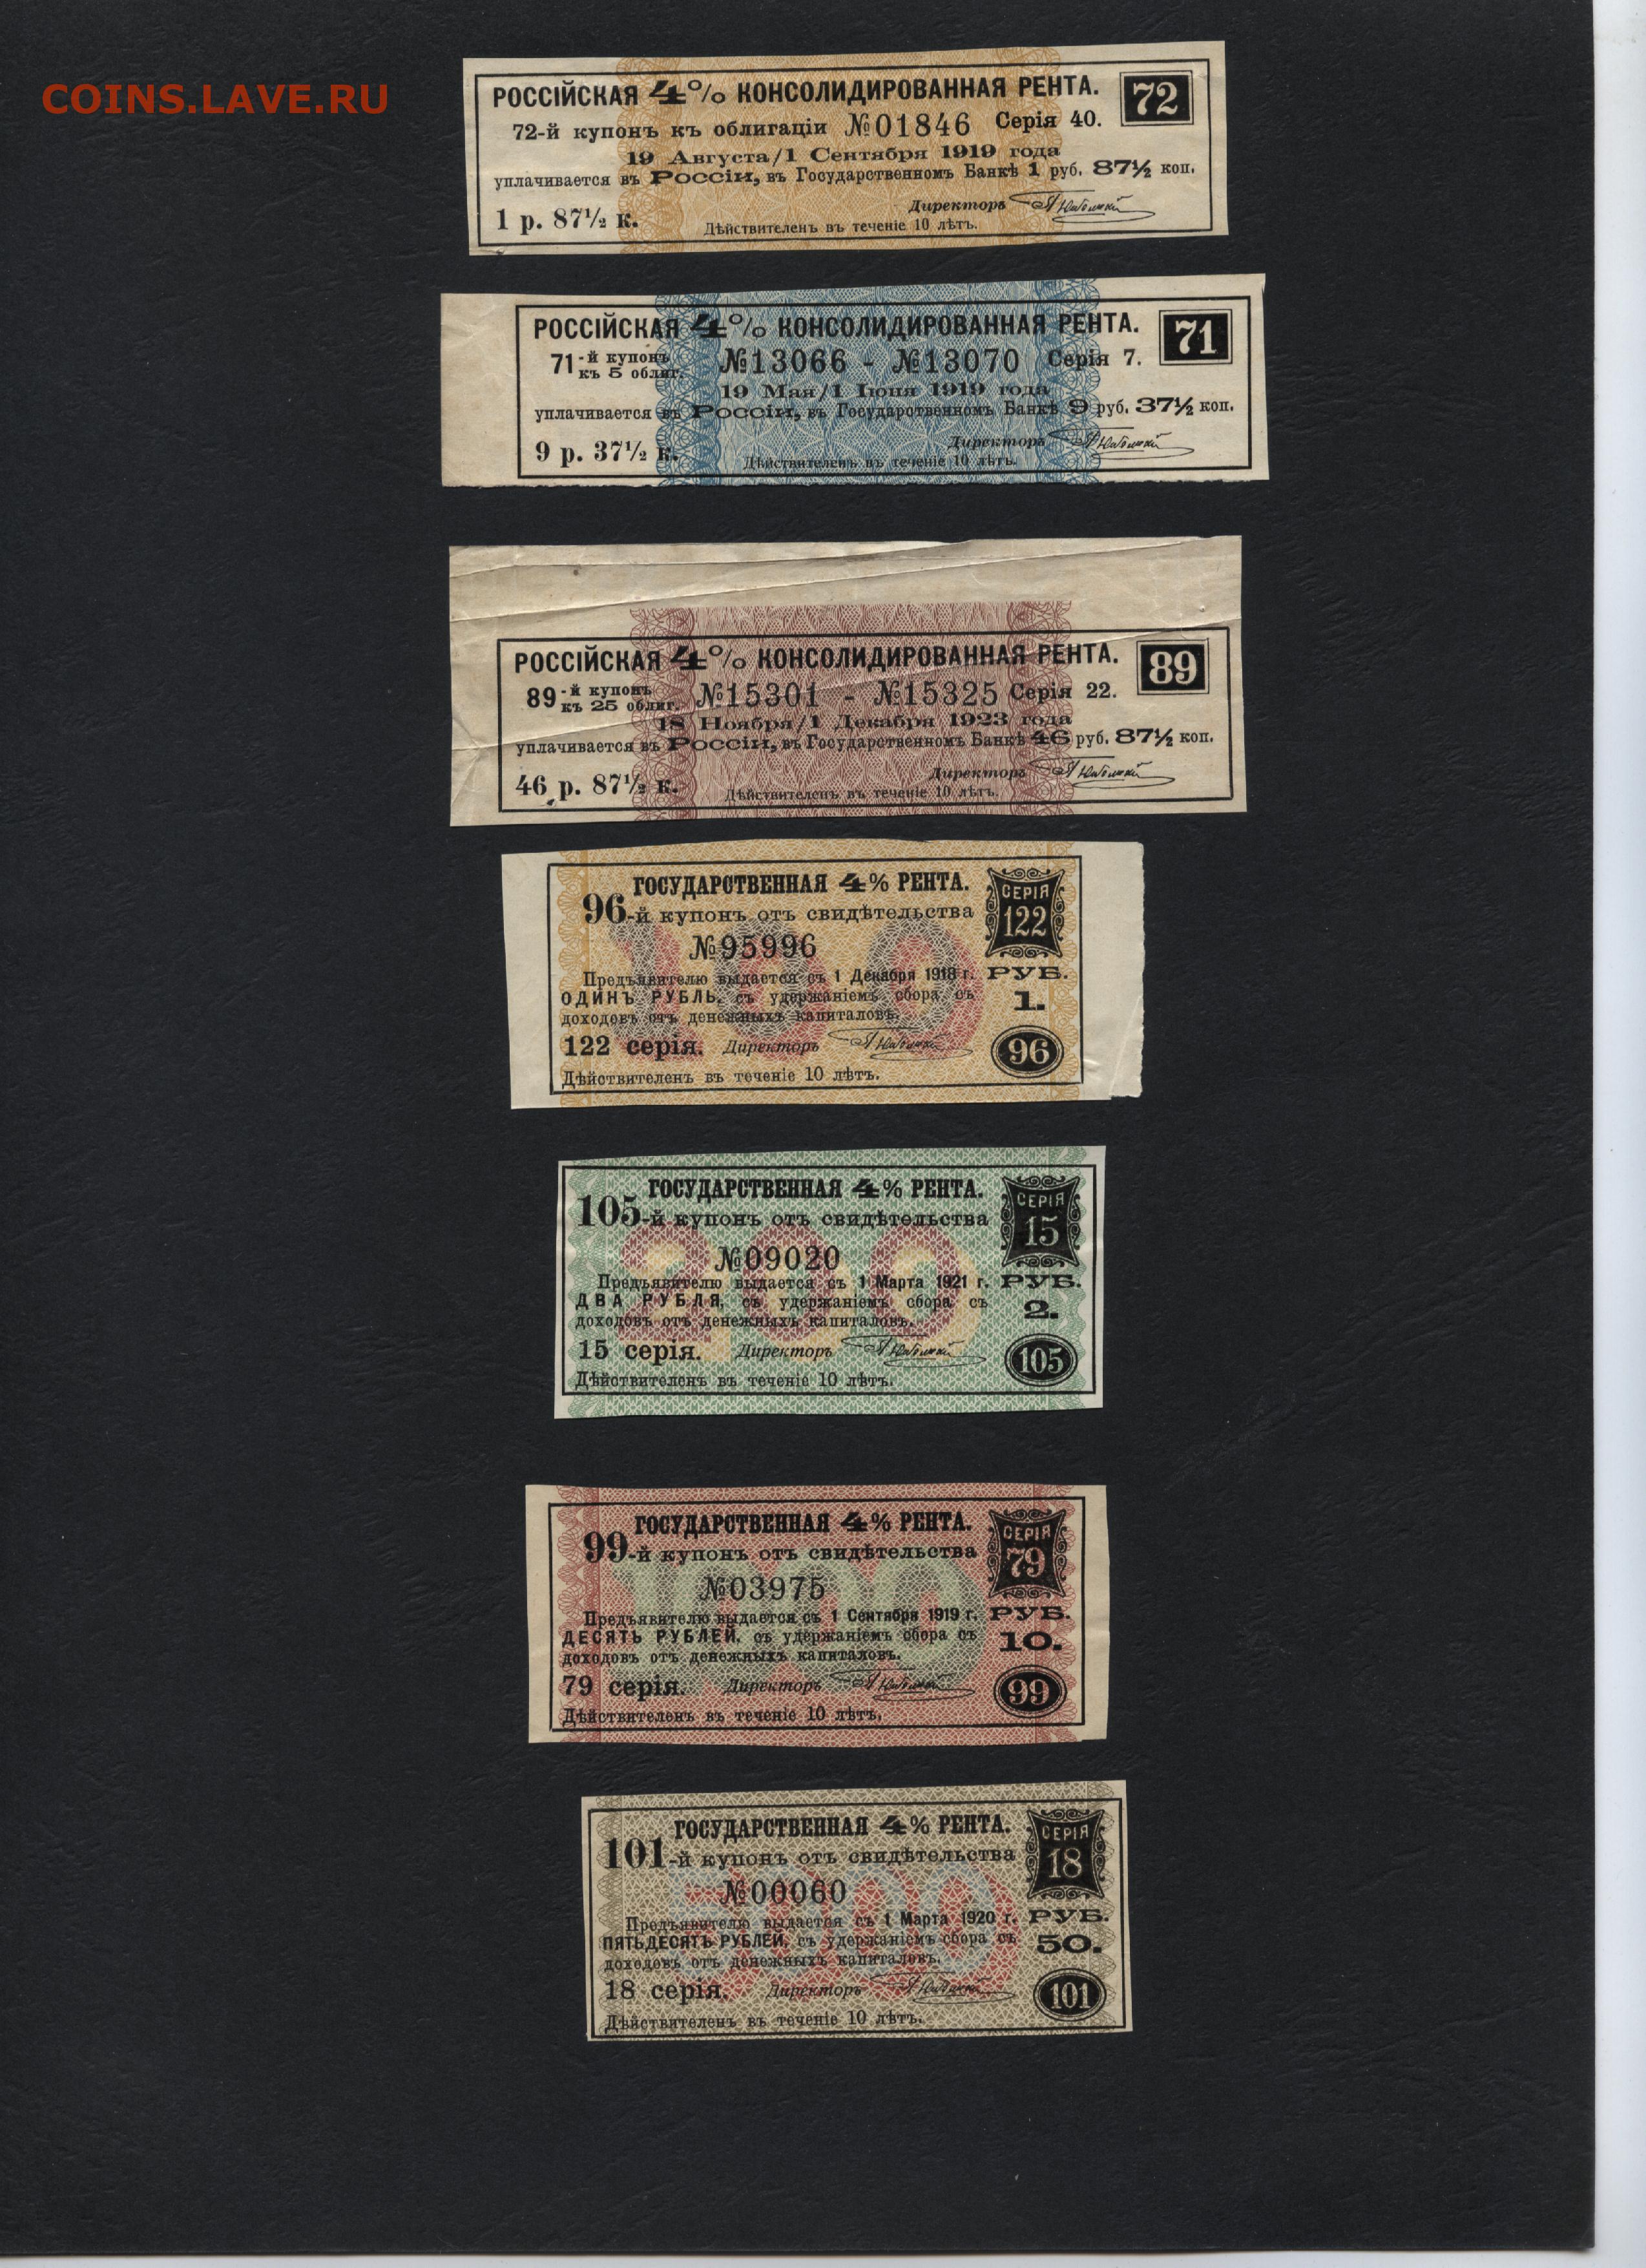 COINS.LAVE.RU
РОССІЙСКАЯ 4% КОНСОЛИДИРОВАННАЯ РЕНТА. 72
72-й купонъ къ облигаціи №01846 Серія 40.
19 Августа/1 Сентября 1919 года
уплачивается въ Россіи, въ Государственномъ Банкѣ 1 руб. 87½ коп.
Директоръ
1 р. 87½ к. Дѣйствителенъ въ теченіе 10 лѣтъ.
РОССІЙСКАЯ 4% КОНСОЛИДИРОВАННАЯ РЕНТА. 71
71-й купонъ къ 5 облиг. №13066 - №13070 Серія 7.
19 Мая/1 Іюня 1919 года
уплачивается въ Россіи, въ Государственномъ Банкѣ 9 руб. 37½ коп.
Директоръ
9 р. 37½ к. Дѣйствителенъ въ теченіе 10 лѣтъ.
РОССІЙСКАЯ 4% КОНСОЛИДИРОВАННАЯ РЕНТА. 89
89-й купонъ къ 25 облиг. №15301 - №15325 Серія 22.
18 Ноября/1 Декабря 1923 года
уплачивается въ Россіи, въ Государственномъ Банкѣ 46 руб. 87½ коп.
Директоръ
46 р. 87½ к. Дѣйствителенъ въ теченіе 10 лѣтъ.
ГОСУДАРСТВЕННАЯ 4% РЕНТА. СЕРІЯ 122
96-й купонъ отъ свидѣтельства
№95996
100
Предъявителю выдается съ 1 Декабря 1918 г. РУБ.
ОДИНЪ РУБЛЬ, съ удержаніемъ сбора съ 1.
доходовъ отъ денежныхъ капиталовъ.
122 серія. Директоръ 96
Дѣйствителенъ въ теченіе 10 лѣтъ.
ГОСУДАРСТВЕННАЯ 4% РЕНТА. СЕРІЯ 15
105-й купонъ отъ свидѣтельства
№09020
200
Предъявителю выдается съ 1 Марта 1921 г. РУБ.
ДВА РУБЛЯ, съ удержаніемъ сбора съ 2.
доходовъ отъ денежныхъ капиталовъ.
15 серія. Директоръ 105
Дѣйствителенъ въ теченіе 10 лѣтъ.
ГОСУДАРСТВЕННАЯ 4% РЕНТА. СЕРІЯ 79
99-й купонъ отъ свидѣтельства
№03975
1000
Предъявителю выдается съ 1 Сентября 1919 г. РУБ.
ДЕСЯТЬ РУБЛЕЙ, съ удержаніемъ сбора съ 10.
доходовъ отъ денежныхъ капиталовъ.
79 серія. Директоръ 99
Дѣйствителенъ въ теченіе 10 лѣтъ.
ГОСУДАРСТВЕННАЯ 4% РЕНТА. СЕРІЯ 18
101-й купонъ отъ свидѣтельства
№00060
5000
Предъявителю выдается съ 1 Марта 1920 г. РУБ.
ПЯТЬДЕСЯТЪ РУБЛЕЙ, съ удержаніемъ сбора съ 50.
доходовъ отъ денежныхъ капиталовъ.
18 серія. Директоръ 101
Дѣйствителенъ въ теченіе 10 лѣтъ.